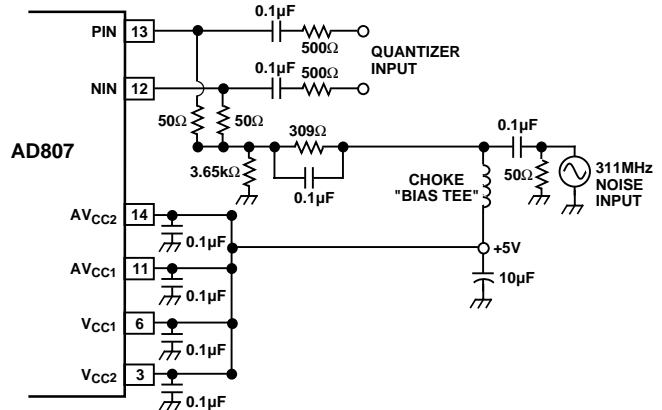 0.1µF
PIN 13
500Ω
QUANTIZER
INPUT
0.1µF
500Ω
NIN 12
50Ω 50Ω
309Ω
AD807
3.65kΩ
0.1µF
CHOKE
"BIAS TEE"
0.1µF
50Ω
311MHz
NOISE
INPUT
AVCC2 14
0.1µF
+5V
AVCC1 11
0.1µF
10µF
VCC1 6
0.1µF
VCC2 3
0.1µF